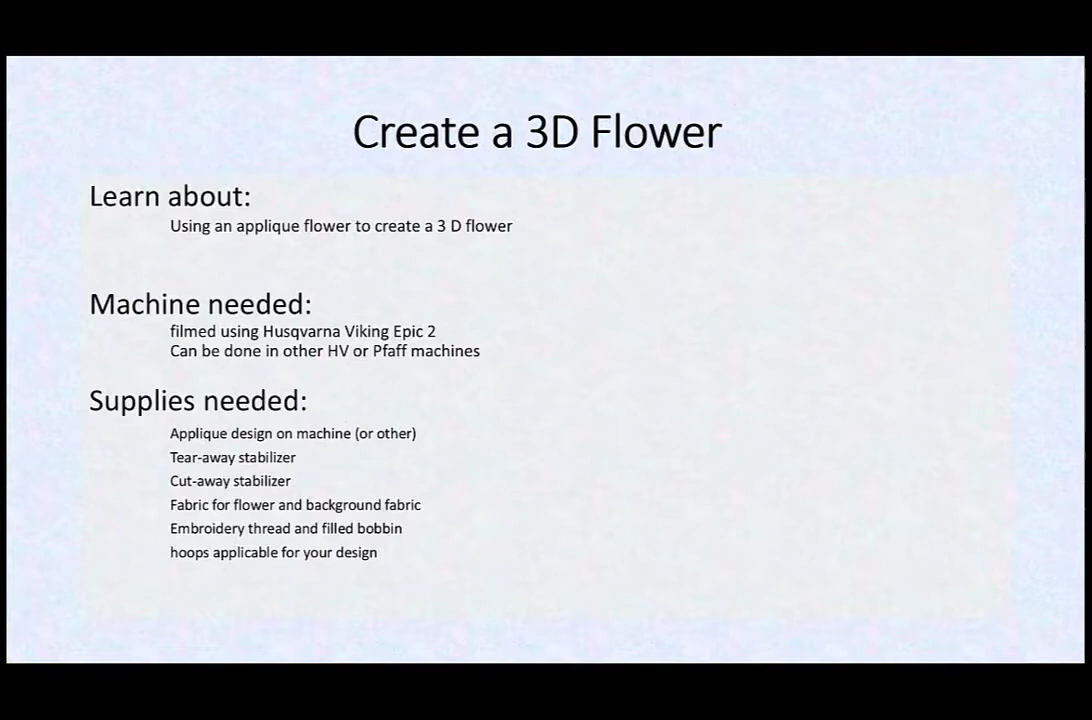 Create a 3D Flower
Learn about:
Using an applique flower to create a 3 D flower
Machine needed:
filmed using Husqvarna Viking Epic 2
Can be done in other HV or Pfaff machines
Supplies needed:
Applique design on machine (or other)
Tear-away stabilizer
Cut-away stabilizer
Fabric for flower and background fabric
Embroidery thread and filled bobbin
hoops applicable for your design